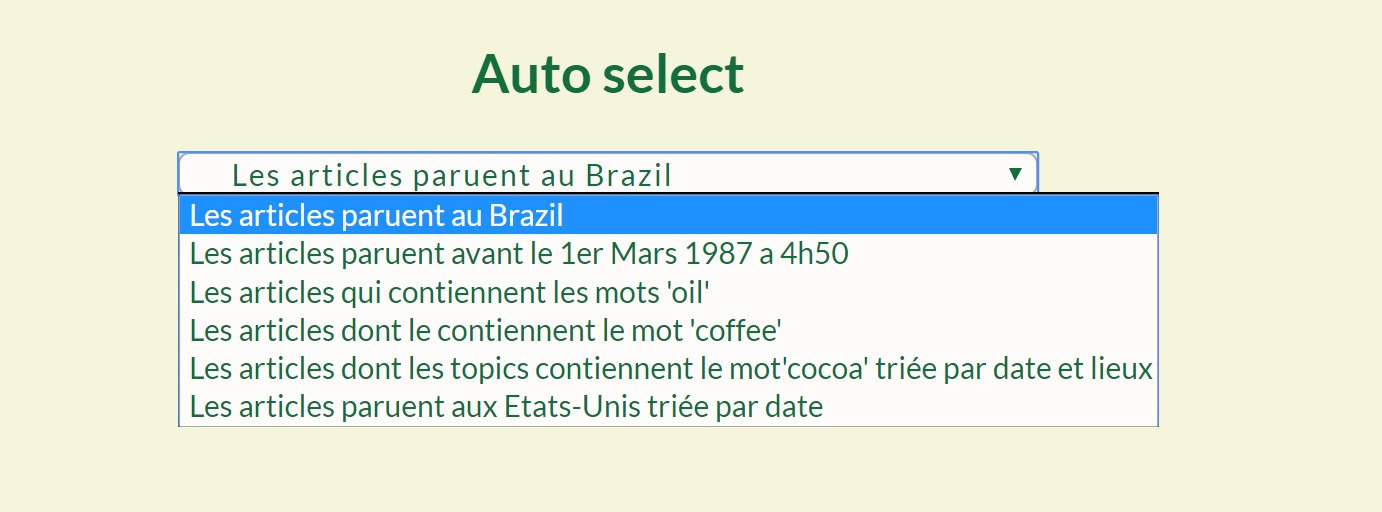 Auto select
Les articles paruent au Brazil
▼
Les articles paruent au Brazil
Les articles paruent avant le 1er Mars 1987 a 4h50
Les articles qui contiennent les mots 'oil'
Les articles dont le contiennent le mot 'coffee'
Les articles dont les topics contiennent le mot'cocoa' triée par date et lieux
Les articles paruent aux Etats-Unis triée par date